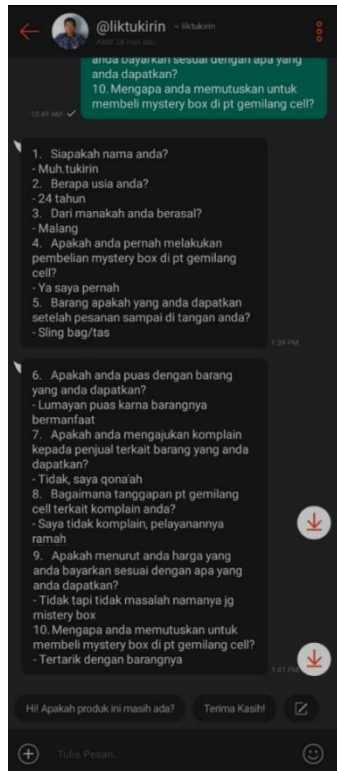 @liktukirin ~ liktukirin
Aktif 28 hari lalu
anda bayarkan sesuai dengan apa yang
anda dapatkan?
10. Mengapa anda memutuskan untuk
membeli mystery box di pt gemilang cell?
10:49 AM
1. Siapakah nama anda?
- Muh.tukirin
2. Berapa usia anda?
- 24 tahun
3. Dari manakah anda berasal?
- Malang
4. Apakah anda pernah melakukan
pembelian mystery box di pt gemilang
cell?
- Ya saya pernah
5. Barang apakah yang anda dapatkan
setelah pesanan sampai di tangan anda?
- Sling bag/tas
1:39 PM
6. Apakah anda puas dengan barang
yang anda dapatkan?
- Lumayan puas karna barangnya
bermanfaat
7. Apakah anda mengajukan komplain
kepada penjual terkait barang yang anda
dapatkan?
- Tidak, saya qona'ah
8. Bagaimana tanggapan pt gemilang
cell terkait komplain anda?
- Saya tidak komplain, pelayanannya
ramah
9. Apakah menurut anda harga yang
anda bayarkan sesuai dengan apa yang
anda dapatkan?
- Tidak tapi tidak masalah namanya jg
mistery box
10. Mengapa anda memutuskan untuk
membeli mystery box di pt gemilang cell?
- Tertarik dengan barangnya
1:41 PM
Hi! Apakah produk ini masih ada?
Terima Kasih!
Tulis Pesan...